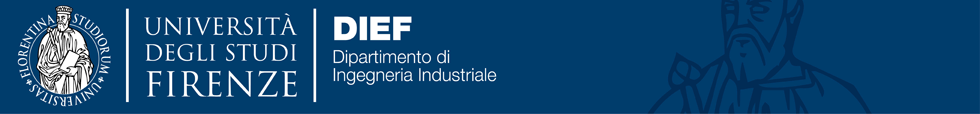 FLORENTINA STUDIORUM UNIVERSITAS
UNIVERSITÀ
DEGLI STUDI
FIRENZE
DIEF
Dipartimento di
Ingegneria Industriale